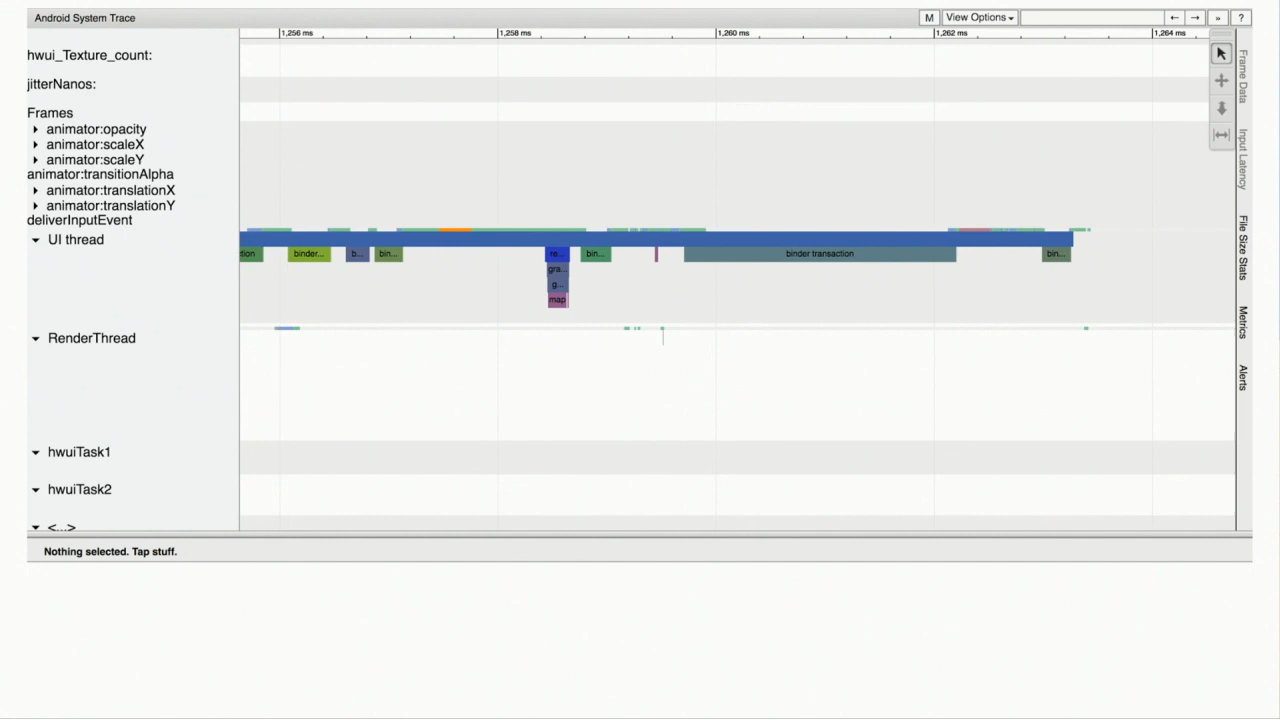 Android System Trace
M
View Options
← → » ?
1,256 ms
1,258 ms
1,260 ms
1,262 ms
1,264 ms
hwui_Texture_count:
jitterNanos:
Frames
animator:opacity
animator:scaleX
animator:scaleY
animator:transitionAlpha
animator:translationX
animator:translationY
deliverInputEvent
UI thread
tion
binder...
b...
bin...
re...
bin...
binder transaction
bin...
gra...
g...
map
RenderThread
hwuiTask1
hwuiTask2
<...>
Frame Data
Input Latency
File Size Stats
Metrics
Alerts
Nothing selected. Tap stuff.